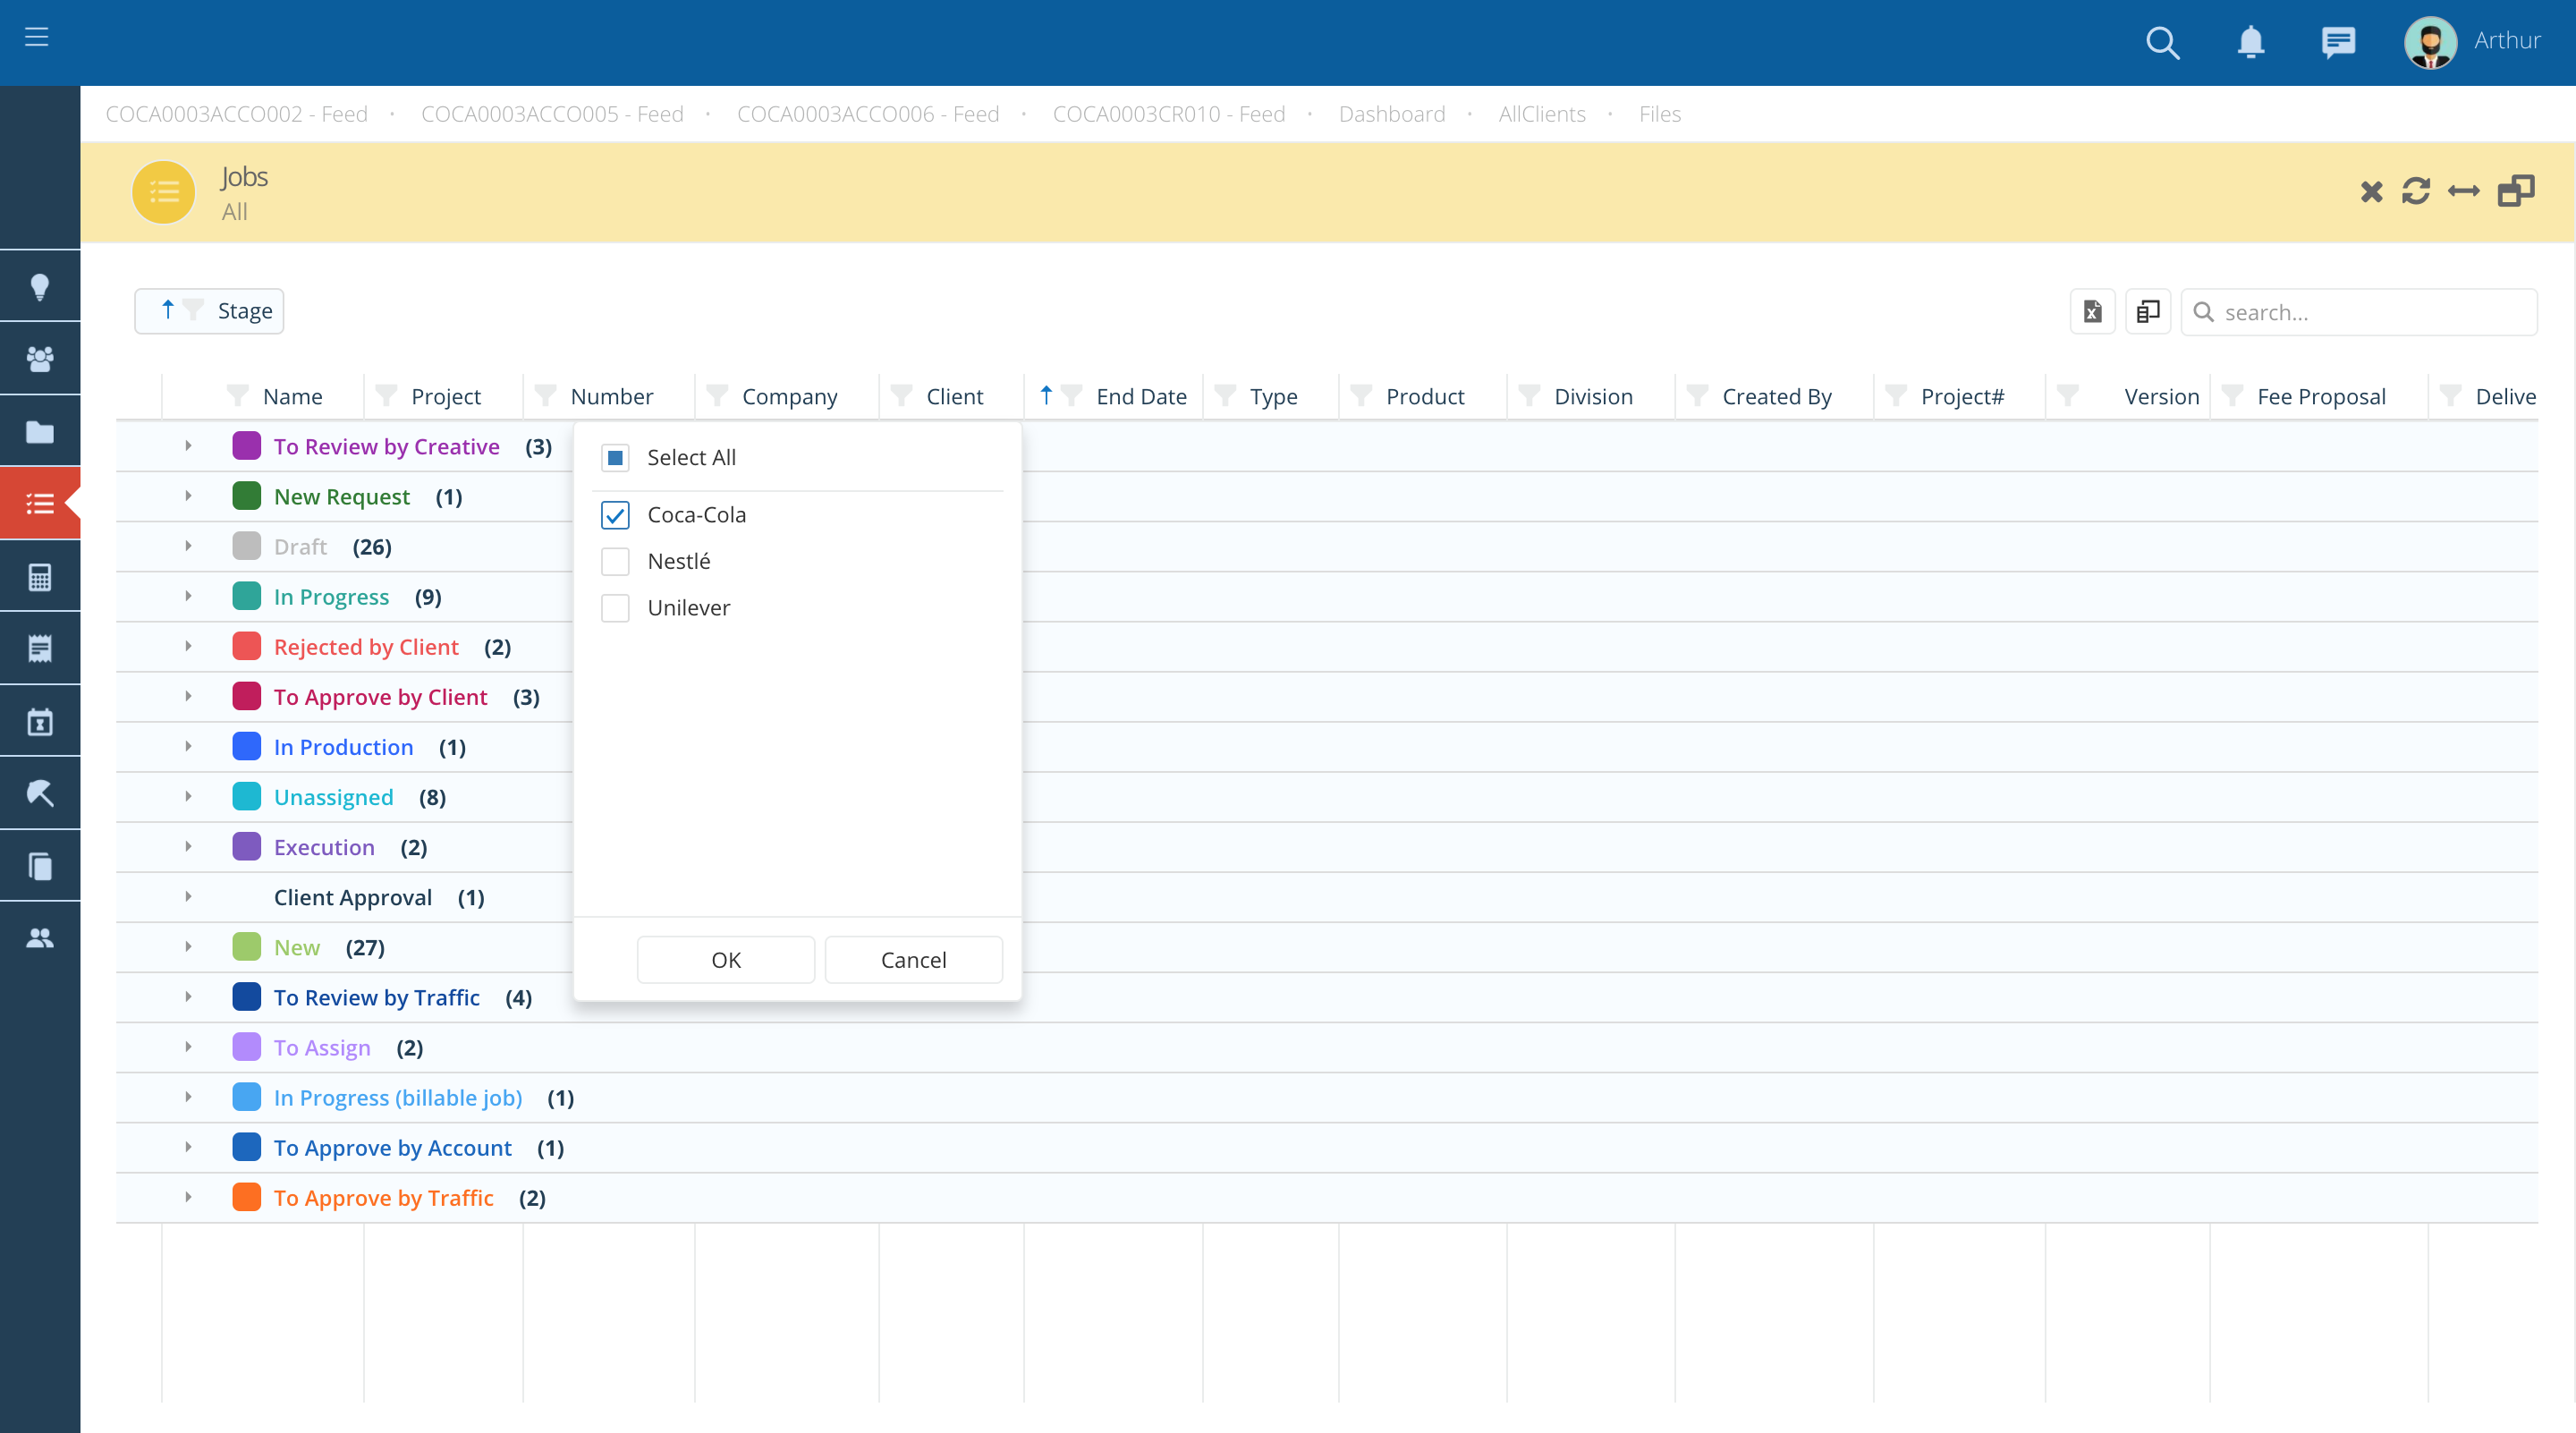 Arthur
COCA0003ACCO002 - Feed • COCA0003ACCO005 - Feed • COCA0003ACCO006 - Feed • COCA0003CR010 - Feed • Dashboard • AllClients • Files
Jobs
All
Stage
search...
Name Project Number Company Client End Date Type Product Division Created By Project# Version Fee Proposal Delive
To Review by Creative (3)
New Request (1)
Draft (26)
In Progress (9)
Rejected by Client (2)
To Approve by Client (3)
In Production (1)
Unassigned (8)
Execution (2)
Client Approval (1)
New (27)
To Review by Traffic (4)
To Assign (2)
In Progress (billable job) (1)
To Approve by Account (1)
To Approve by Traffic (2)
Select All
Coca-Cola
Nestlé
Unilever
OK Cancel